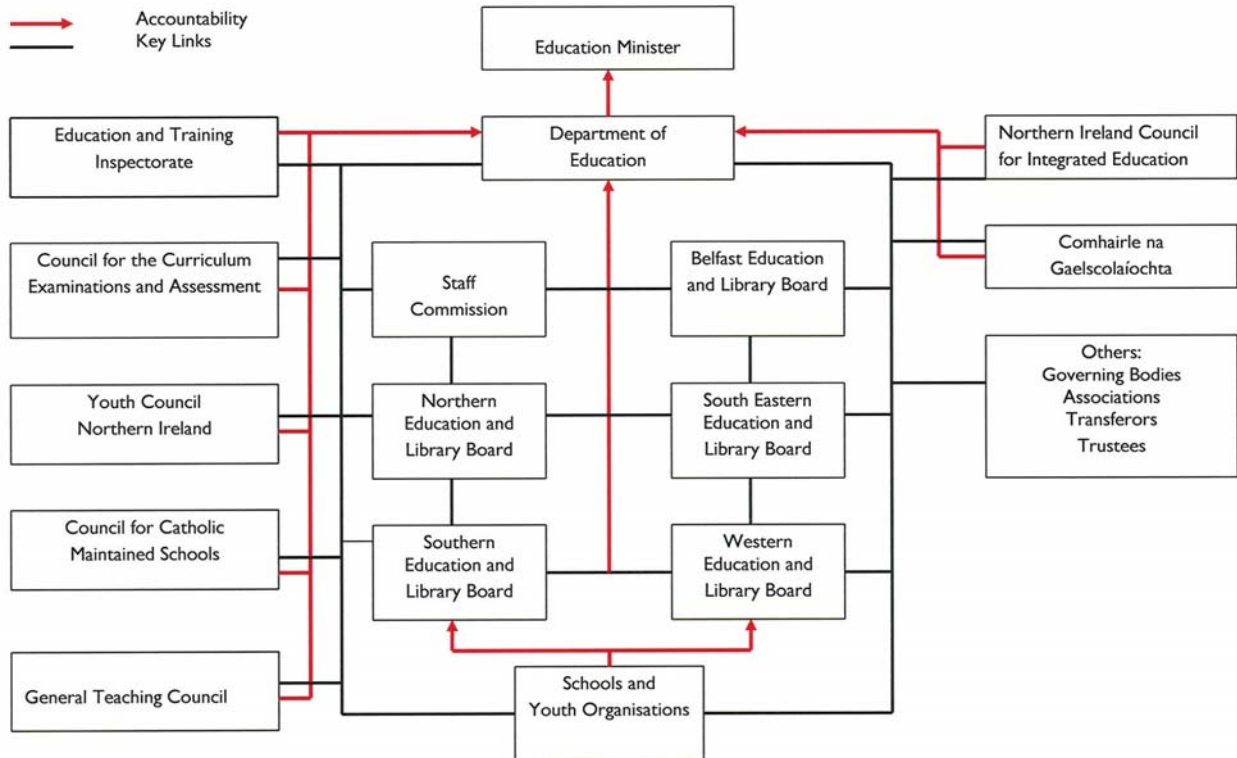 Accountability
Key Links
Education Minister
Education and Training
Inspectorate
Department of
Education
Northern Ireland Council
for Integrated Education
Council for the Curriculum
Examinations and Assessment
Staff
Commission
Belfast Education
and Library Board
Comhairle na
Gaelscolaíochta
Youth Council
Northern Ireland
Northern
Education and
Library Board
South Eastern
Education and
Library Board
Others:
Governing Bodies
Associations
Transferors
Trustees
Council for Catholic
Maintained Schools
Southern
Education and
Library Board
Western
Education and
Library Board
General Teaching Council
Schools and
Youth Organisations